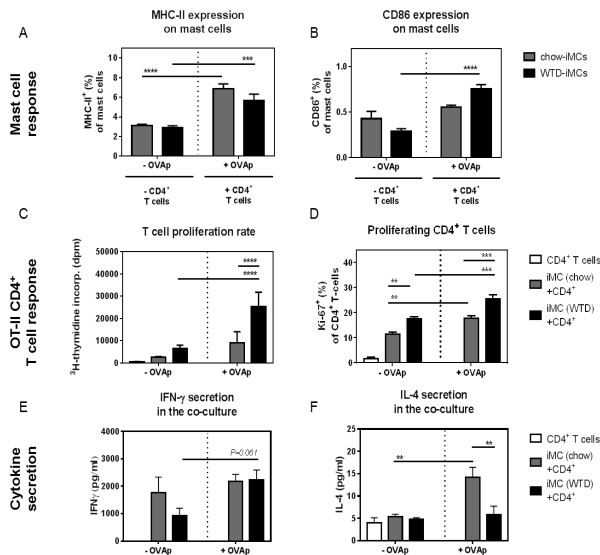 A
MHC-II expression
on mast cells
B
CD86 expression
on mast cells
chow-iMCs
WTD-iMCs
Mast cell
response
MHC-II⁺ (%)
of mast cells
10
8
6
4
2
0
****
***
- OVAp
+ OVAp
- CD4⁺
T cells
+ CD4⁺
T cells
CD86⁺ (%)
of mast cells
1.0
0.5
0.0
****
- OVAp
+ OVAp
- CD4⁺
T cells
+ CD4⁺
T cells
C
T cell proliferation rate
D
Proliferating CD4⁺ T cells
OT-II CD4⁺
T cell response
³H-thymidine incorp. (dpm)
50000
40000
30000
20000
10000
0
****
****
- OVAp
+ OVAp
Ki-67⁺ (%)
of CD4⁺ T-cells
40
30
20
10
0
**
**
***
***
- OVAp
+ OVAp
CD4⁺ T cells
iMC (chow)
+CD4⁺
iMC (WTD)
+CD4⁺
E
IFN-γ secretion
in the co-culture
F
IL-4 secretion
in the co-culture
Cytokine
secretion
IFNγ (pg/ml)
4000
3000
2000
1000
0
P=0.061
- OVAp
+ OVAp
IL-4 (pg/ml)
25
20
15
10
5
0
**
**
- OVAp
+ OVAp
CD4⁺ T cells
iMC (chow)
+CD4⁺
iMC (WTD)
+CD4⁺